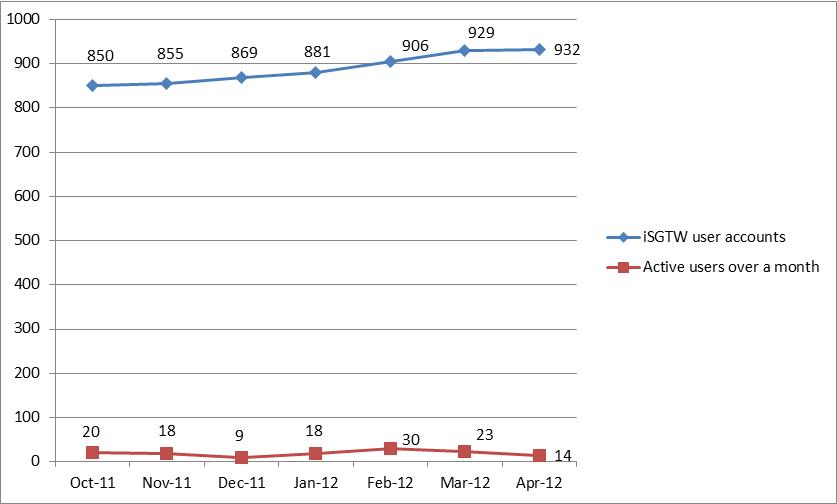 1000
900
800
700
600
500
400
300
200
100
0
850 855 869 881 906 929 932
20 18 9 18 30 23 14
Oct-11 Nov-11 Dec-11 Jan-12 Feb-12 Mar-12 Apr-12
iSGTW user accounts
Active users over a month